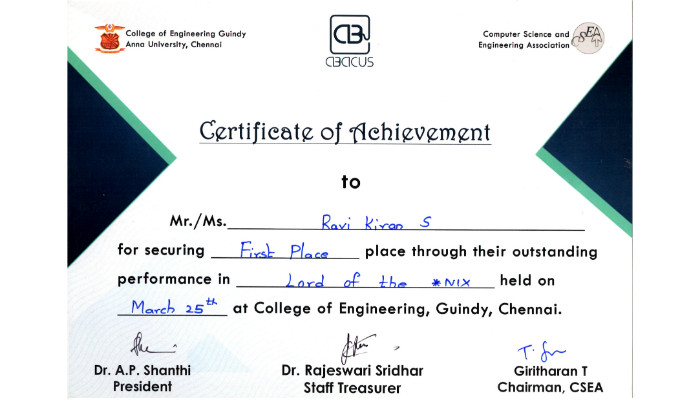 College of Engineering Guindy
Anna University, Chennai
ABACUS
Computer Science and
Engineering Association
CSEA
Certificate of Achievement
to
Mr./Ms. Ravi Kiran S
for securing First Place place through their outstanding
performance in Lord of the *NIX held on
March 25th at College of Engineering, Guindy, Chennai.
Dr. A.P. Shanthi
President
Dr. Rajeswari Sridhar
Staff Treasurer
T. S
Giritharan T
Chairman, CSEA